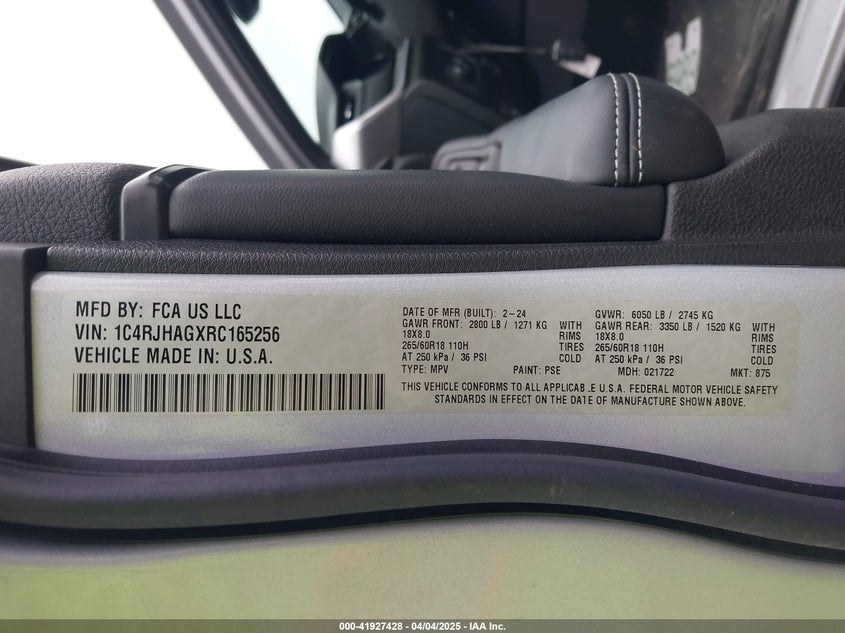 MFD BY: FCA US LLC
VIN: 1C4RJHAGXRC165256
VEHICLE MADE IN: U.S.A.
DATE OF MFR (BUILT): 2-24
GAWR FRONT: 2800 LB / 1271 KG WITH
18X8.0 RIMS
265/60R18 110H TIRES
AT 250 kPa / 36 PSI COLD
TYPE: MPV PAINT: PSE
GVWR: 6050 LB / 2745 KG
GAWR REAR: 3350 LB / 1520 KG WITH
18X8.0 RIMS
265/60R18 110H TIRES
AT 250 kPa / 36 PSI COLD
MDH: 021722 MKT: 875
THIS VEHICLE CONFORMS TO ALL APPLICAB .E U.S.A. FEDERAL MOTOR VEHICLE SAFETY
STANDARDS IN EFFECT ON THE DATE OF MANUFACTURE SHOWN ABOVE.
000-41927428 - 04/04/2025 - IAA Inc.